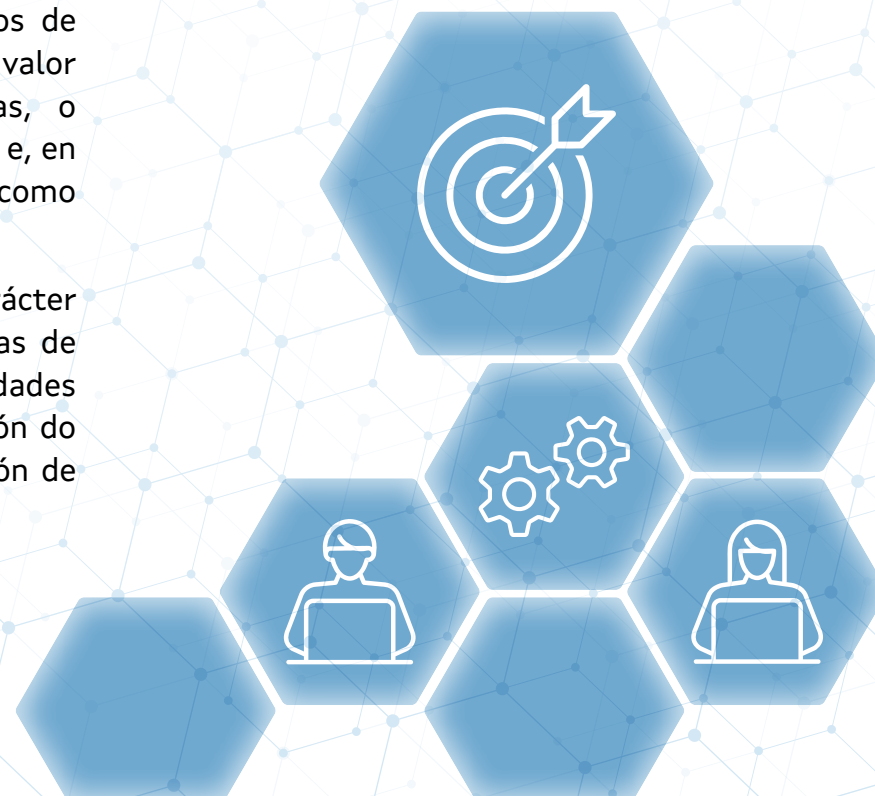 os de
valor
as, o
e, en
como
ácter
as de
dades
ón do
ón de